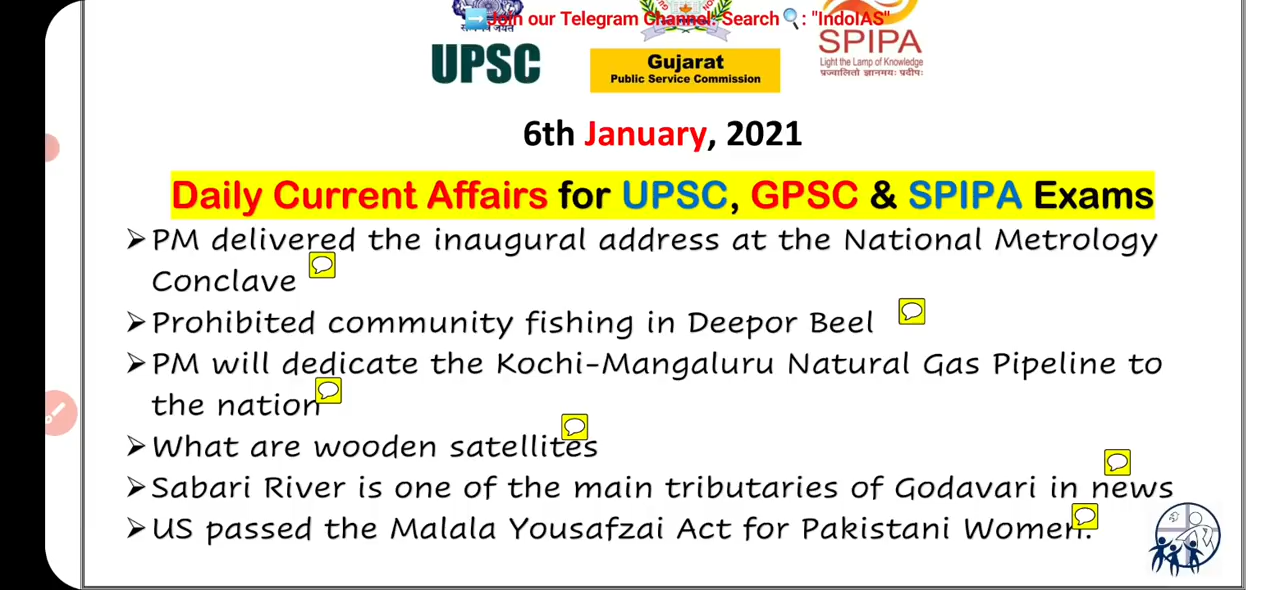 ➡Join our Telegram Channel: Search🔍: "IndoIAS"
UPSC
Gujarat
Public Service Commission
SPIPA
Light the Lamp of Knowledge
प्रज्वालितो ज्ञानमयः प्रदीपः
6th January, 2021
Daily Current Affairs for UPSC, GPSC & SPIPA Exams
➢PM delivered the inaugural address at the National Metrology
Conclave
➢Prohibited community fishing in Deepor Beel
➢PM will dedicate the Kochi-Mangaluru Natural Gas Pipeline to
the nation
➢What are wooden satellites
➢Sabari River is one of the main tributaries of Godavari in news
➢US passed the Malala Yousafzai Act for Pakistani Women.